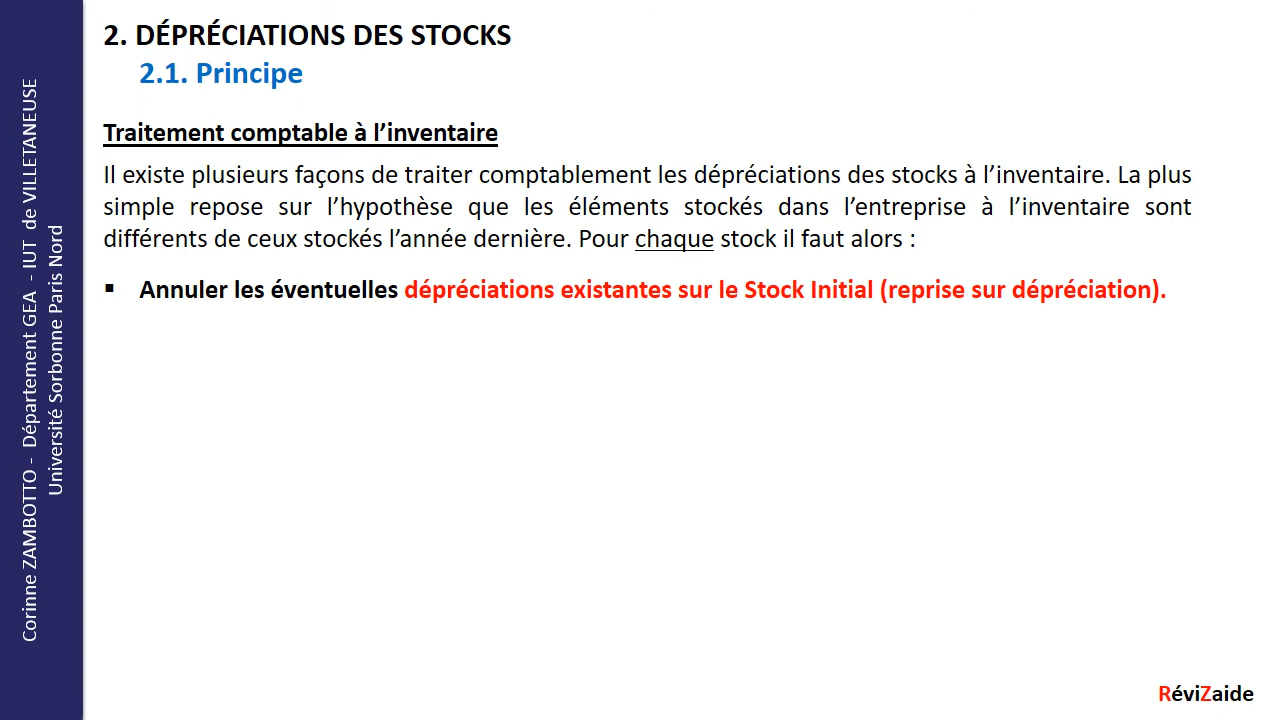 2. DÉPRÉCIATIONS DES STOCKS
2.1. Principe
Traitement comptable à l’inventaire
Il existe plusieurs façons de traiter comptablement les dépréciations des stocks à l’inventaire. La plus
simple repose sur l’hypothèse que les éléments stockés dans l’entreprise à l’inventaire sont
différents de ceux stockés l’année dernière. Pour chaque stock il faut alors :
▪ Annuler les éventuelles dépréciations existantes sur le Stock Initial (reprise sur dépréciation).
Corinne ZAMBOTTO - Département GEA - IUT de VILLETANEUSE
Université Sorbonne Paris Nord
RéviZaide